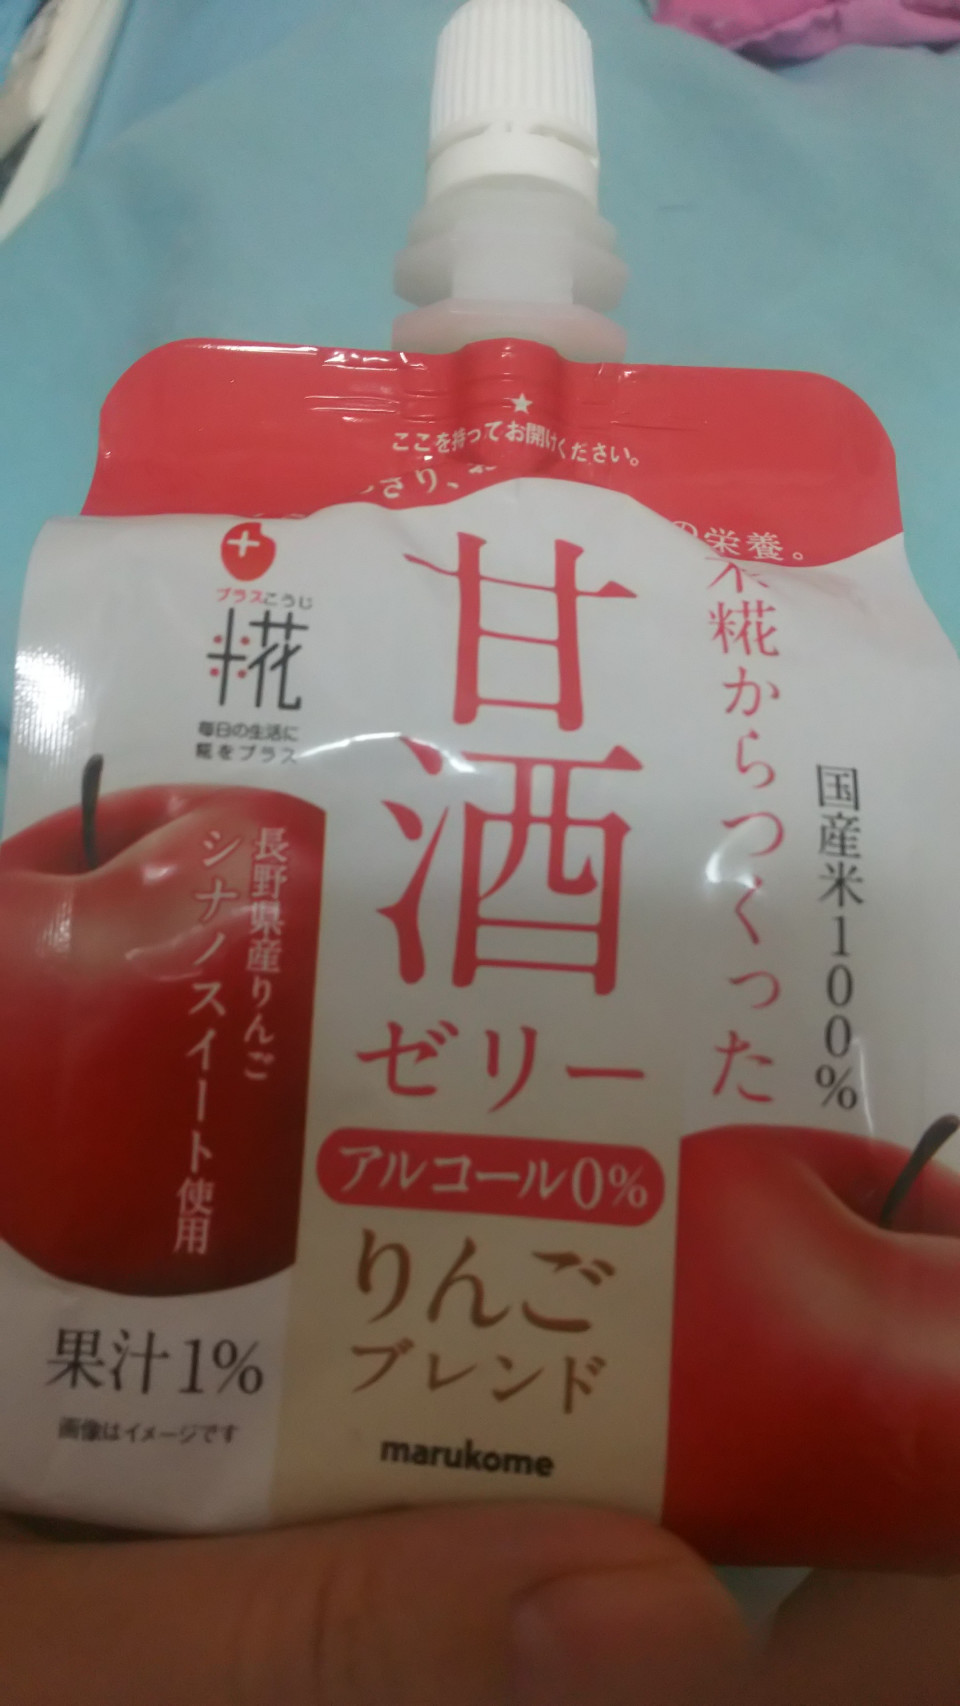 ★
ここを持ってお開けください。
さり、
の栄養。
プラスこうじ
糀
毎日の生活に
糀をプラス
甘酒
ゼリー
米糀からつくった
国産米100%
長野県産りんご
シナノスイート使用
アルコール0%
りんご
ブレンド
果汁1%
画像はイメージです
marukome